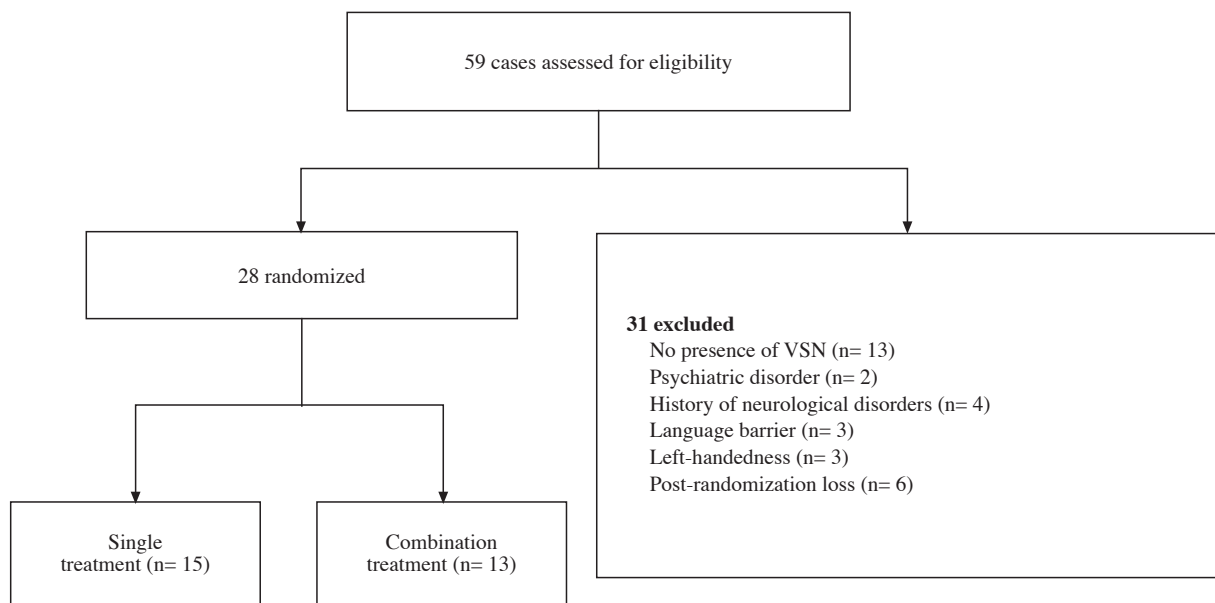 59 cases assessed for eligibility
28 randomized
31 excluded
No presence of VSN (n= 13)
Psychiatric disorder (n= 2)
History of neurological disorders (n= 4)
Language barrier (n= 3)
Left-handedness (n= 3)
Post-randomization loss (n= 6)
Single
treatment (n= 15)
Combination
treatment (n= 13)